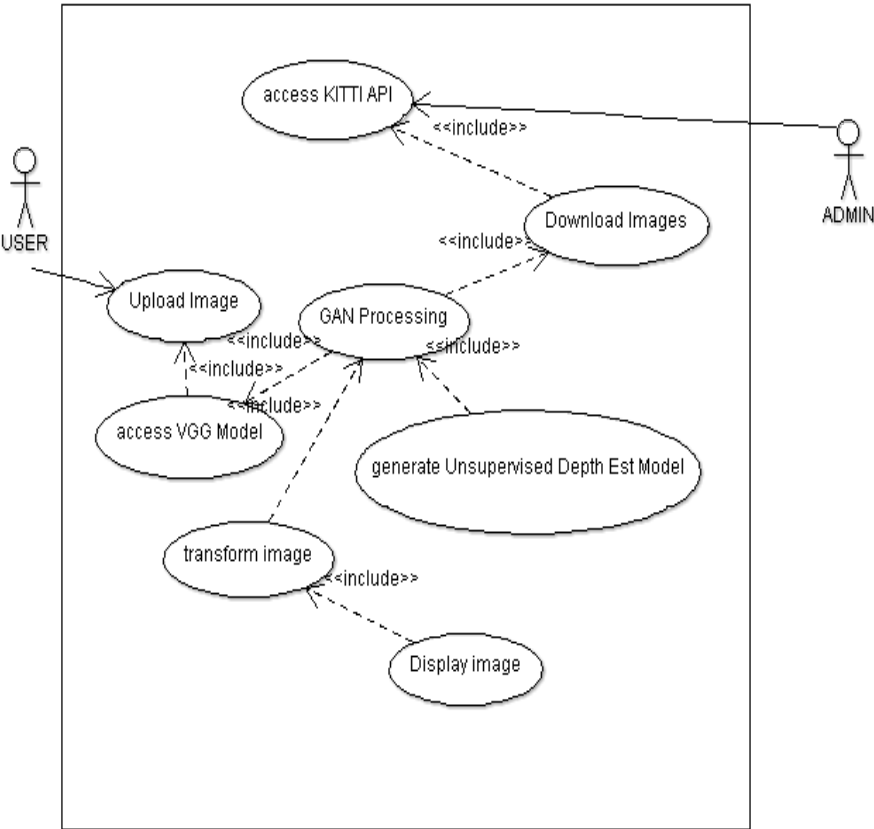 access KITTI API
<<include>>
ADMIN
USER
Download Images
<<include>>
Upload Image
GAN Processing
<<include>>
<<include>>
<<include>>
<<include>>
access VGG Model
generate Unsupervised Depth Est Model
transform image
<<include>>
Display image